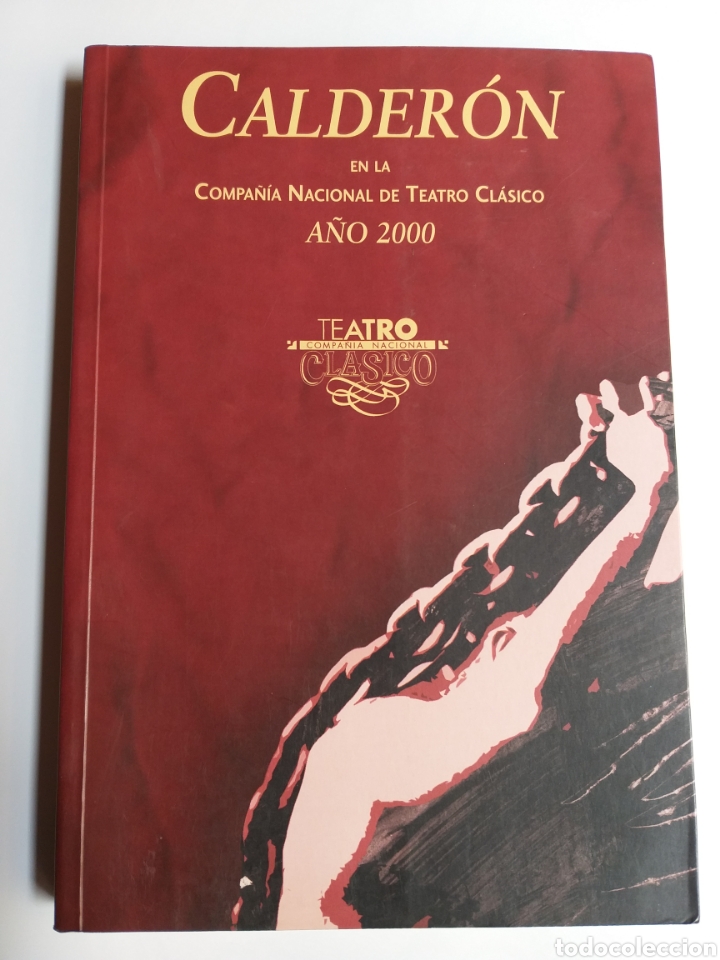 CALDERÓN
EN LA
COMPAÑÍA NACIONAL DE TEATRO CLÁSICO
AÑO 2000
TEATRO
COMPAÑIA NACIONAL
CLASICO
todocoleccion